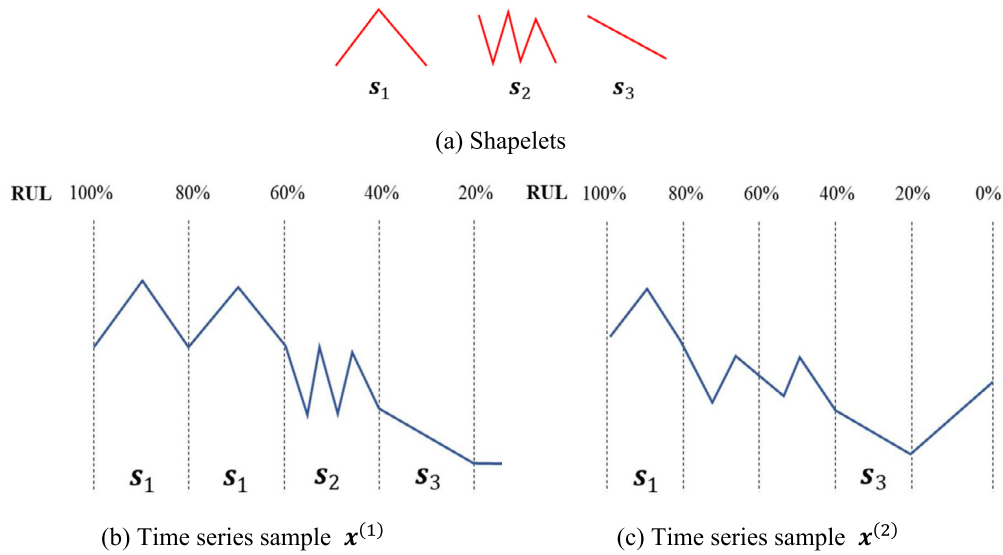 s₁ s₂ s₃
(a) Shapelets
RUL 100% 80% 60% 40% 20%
s₁ s₁ s₂ s₃
(b) Time series sample x⁽¹⁾
RUL 100% 80% 60% 40% 20% 0%
s₁ s₃
(c) Time series sample x⁽²⁾